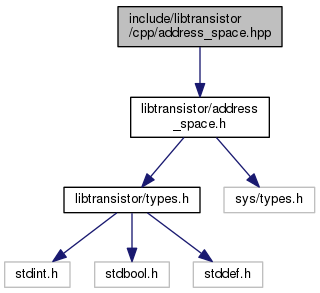 include/libtransistor
/cpp/address_space.hpp
libtransistor/address
_space.h
libtransistor/types.h
sys/types.h
stdint.h
stdbool.h
stddef.h